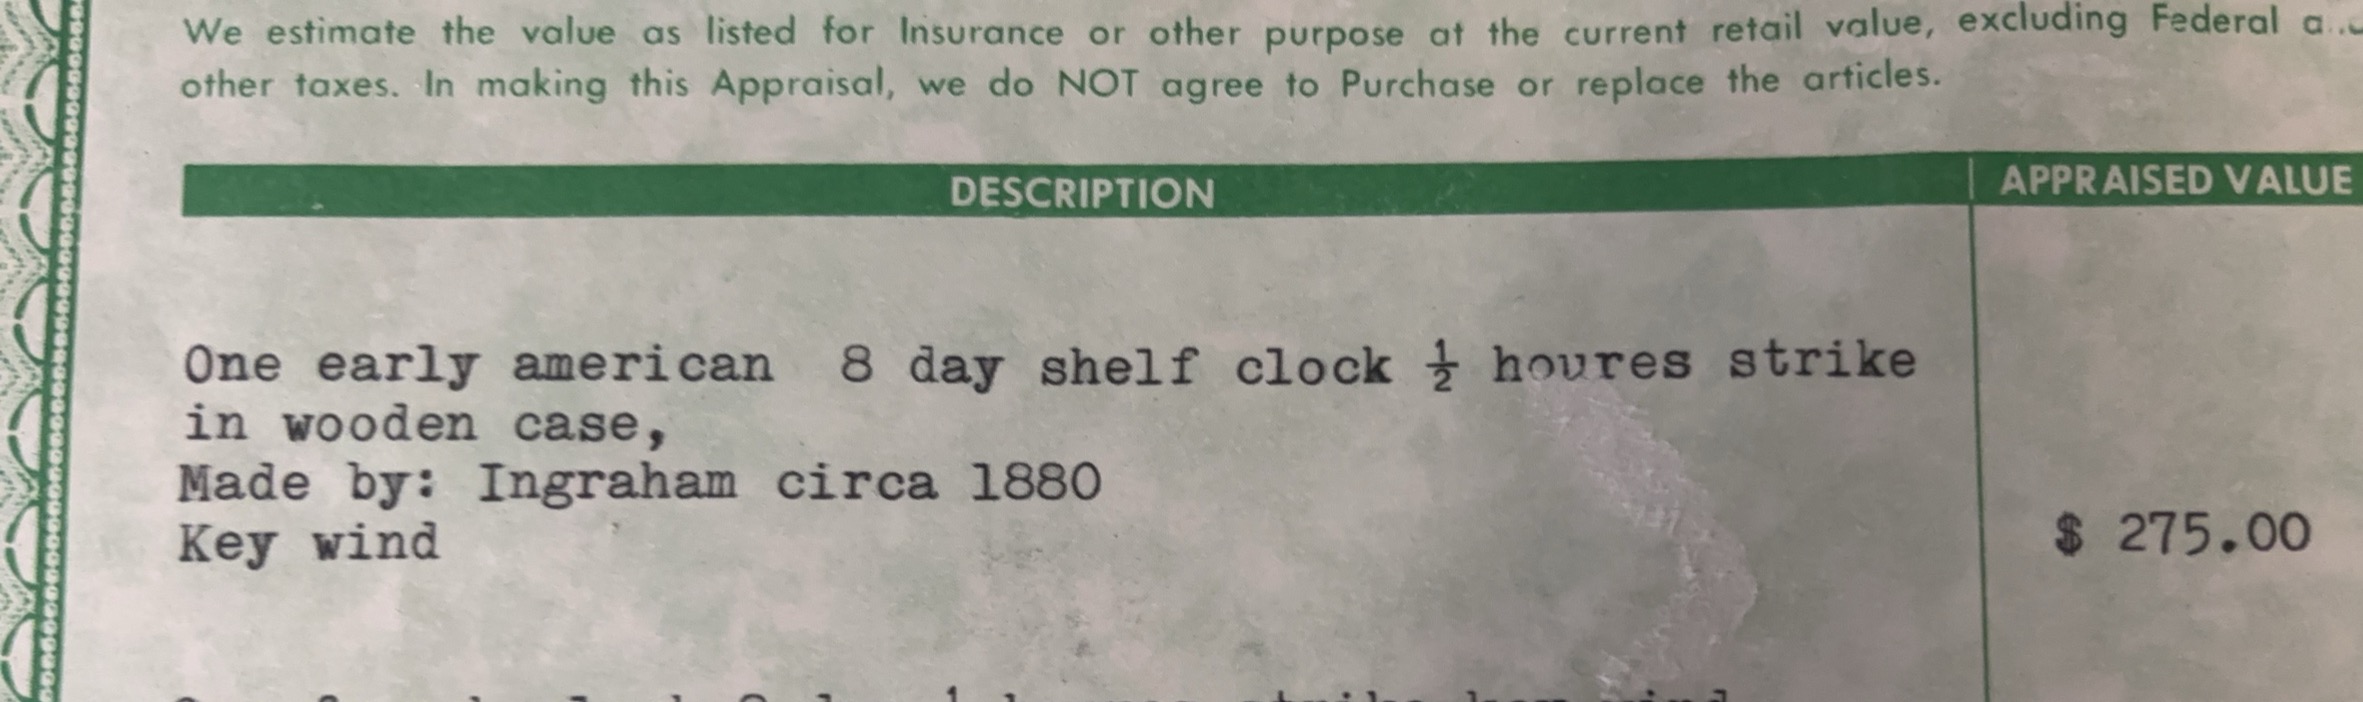 We estimate the value as listed for Insurance or other purpose at the current retail value, excluding Federal
other taxes. In making this Appraisal, we do NOT agree to Purchase or replace the articles.
DESCRIPTION APPRAISED VALUE
One early american 8 day shelf clock ½ houres strike
in wooden case,
Made by: Ingraham circa 1880
Key wind $ 275.00